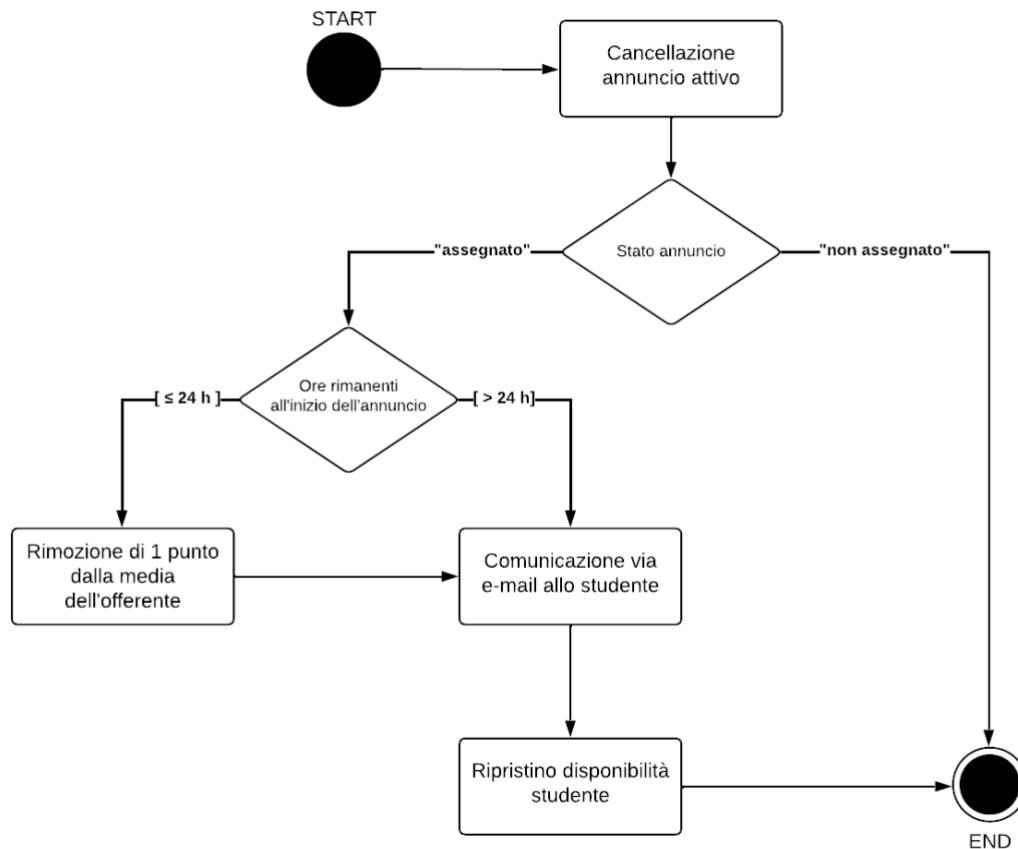 START
Cancellazione
annuncio attivo
Stato annuncio
"assegnato"
"non assegnato"
Ore rimanenti
all'inizio dell'annuncio
[ ≤ 24 h ]
[ > 24 h]
Rimozione di 1 punto
dalla media
dell'offerente
Comunicazione via
e-mail allo studente
Ripristino disponibilità
studente
END